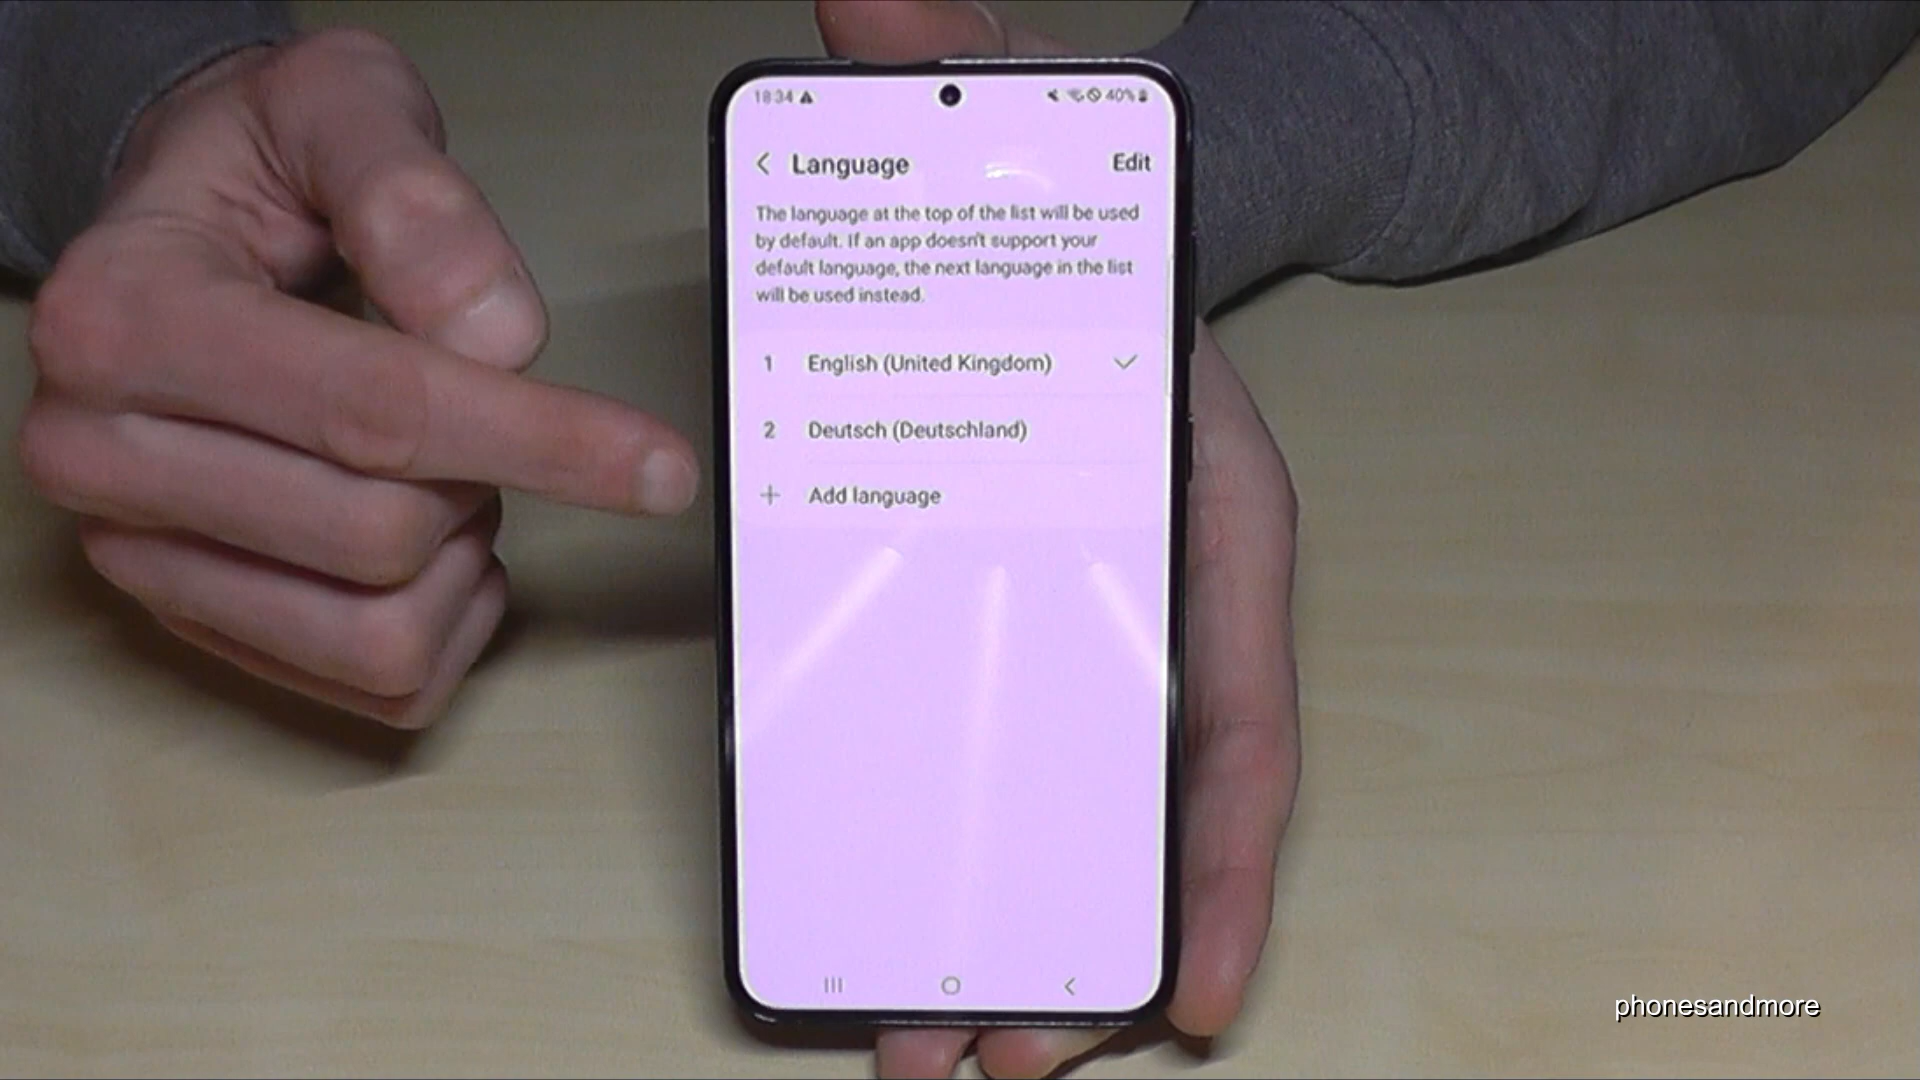 18:34
40%
Language
Edit
The language at the top of the list will be used
by default. If an app doesn't support your
default language, the next language in the list
will be used instead.
1 English (United Kingdom)
2 Deutsch (Deutschland)
+ Add language
phonesandmore